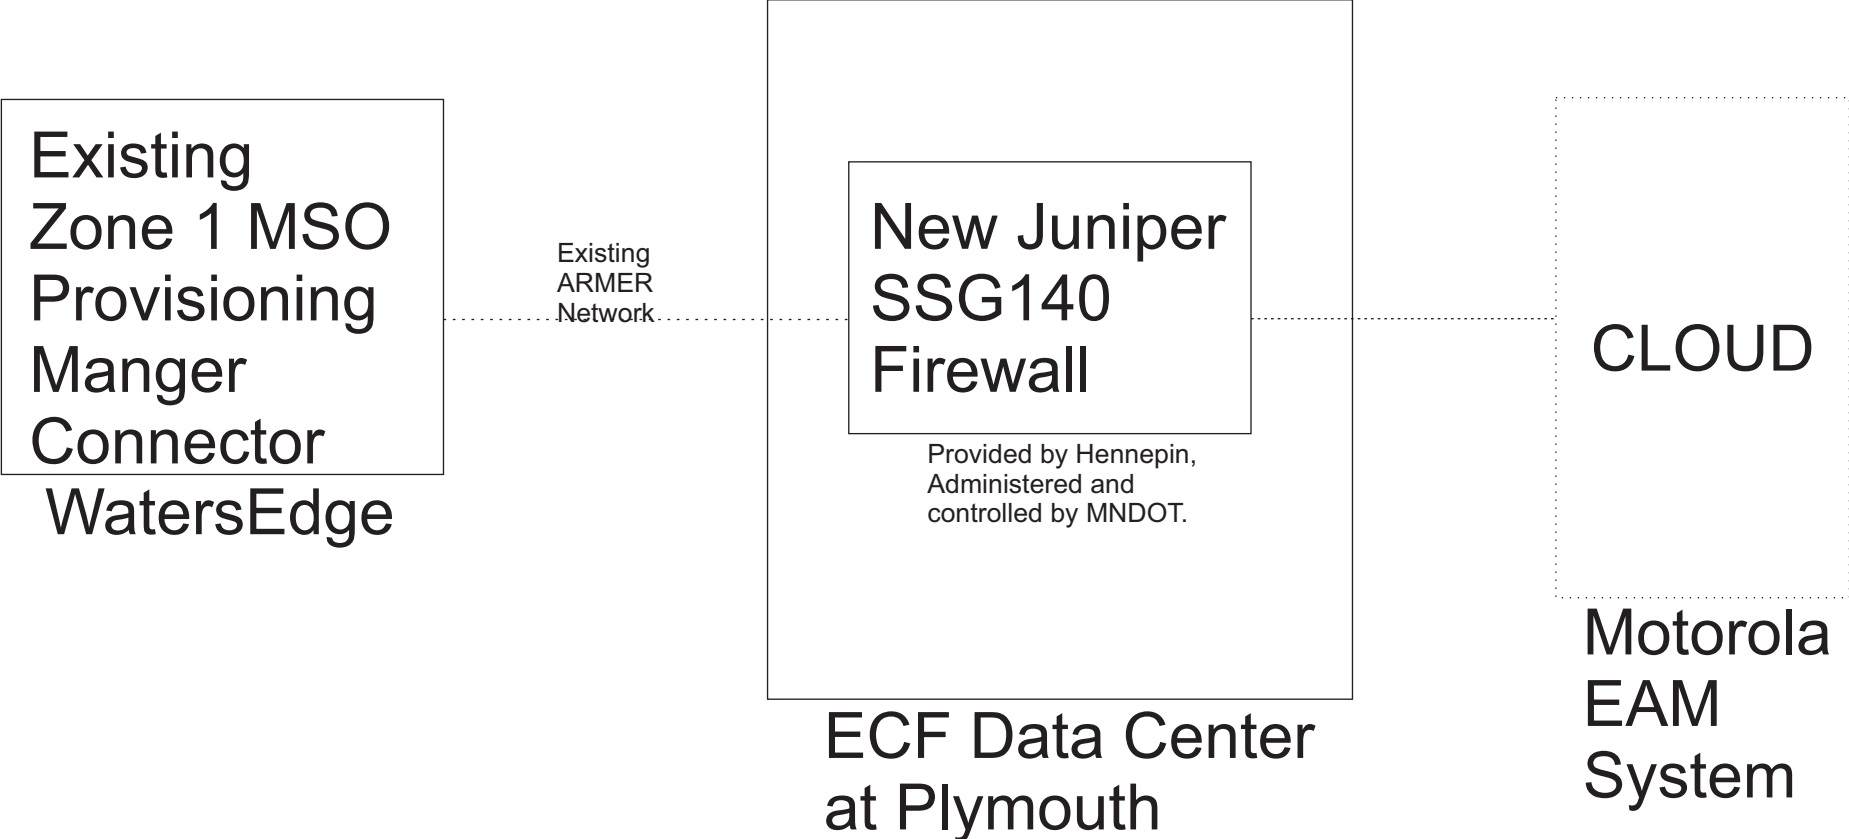 Existing
Zone 1 MSO
Provisioning
Manger
Connector
WatersEdge
Existing
ARMER
Network
New Juniper
SSG140
Firewall
Provided by Hennepin,
Administered and
controlled by MNDOT.
ECF Data Center
at Plymouth
CLOUD
Motorola
EAM
System